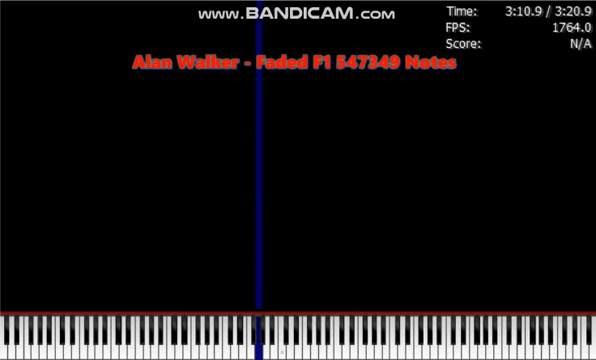 www.BANDICAM.com
Time: 3:10.9 / 3:20.9
FPS: 1764.0
Score: N/A
Alan Walker - Faded F1 547349 Notes